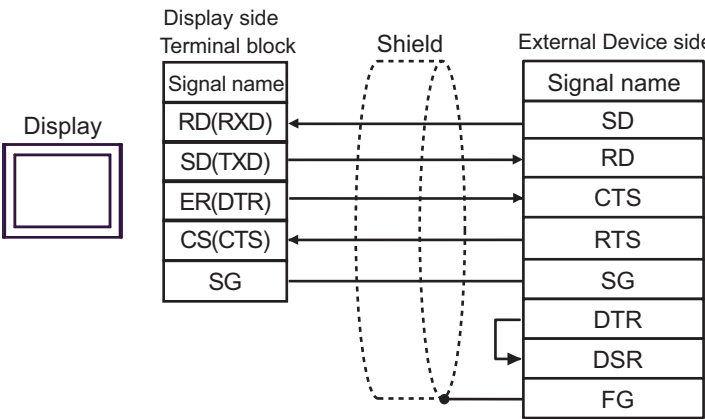 Display side
Terminal block
Shield
External Device side
Signal name
Signal name
Display
RD(RXD)
SD
SD(TXD)
RD
ER(DTR)
CTS
CS(CTS)
RTS
SG
SG
DTR
DSR
FG